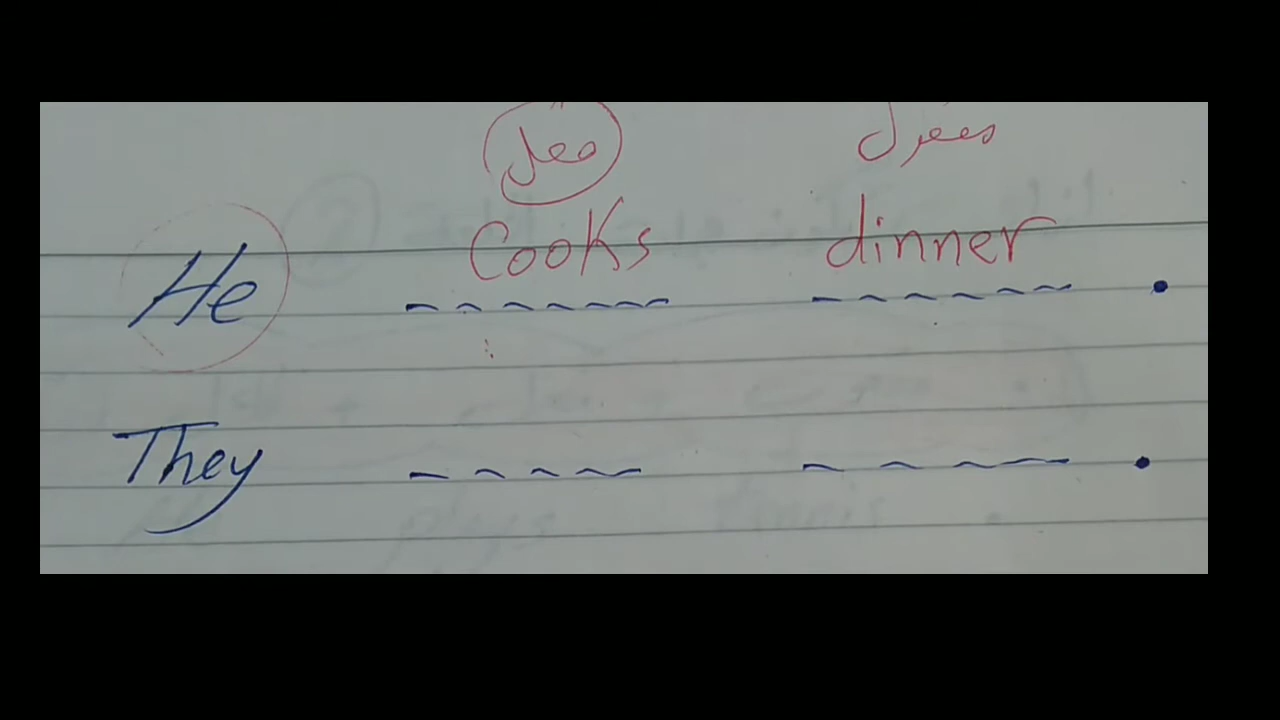 فعل مفعول
He Cooks dinner .
They .